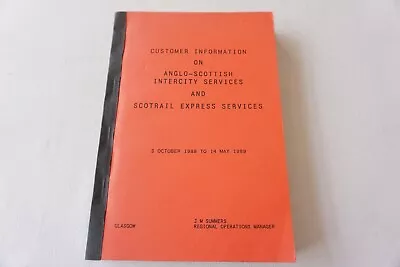 CUSTOMER INFORMATION
ON
ANGLO-SCOTTISH
INTERCITY SERVICES
AND
SCOTRAIL EXPRESS SERVICES
3 OCTOBER 1988 TO 14 MAY 1989
J M SUMMERS
GLASGOW REGIONAL OPERATIONS MANAGER